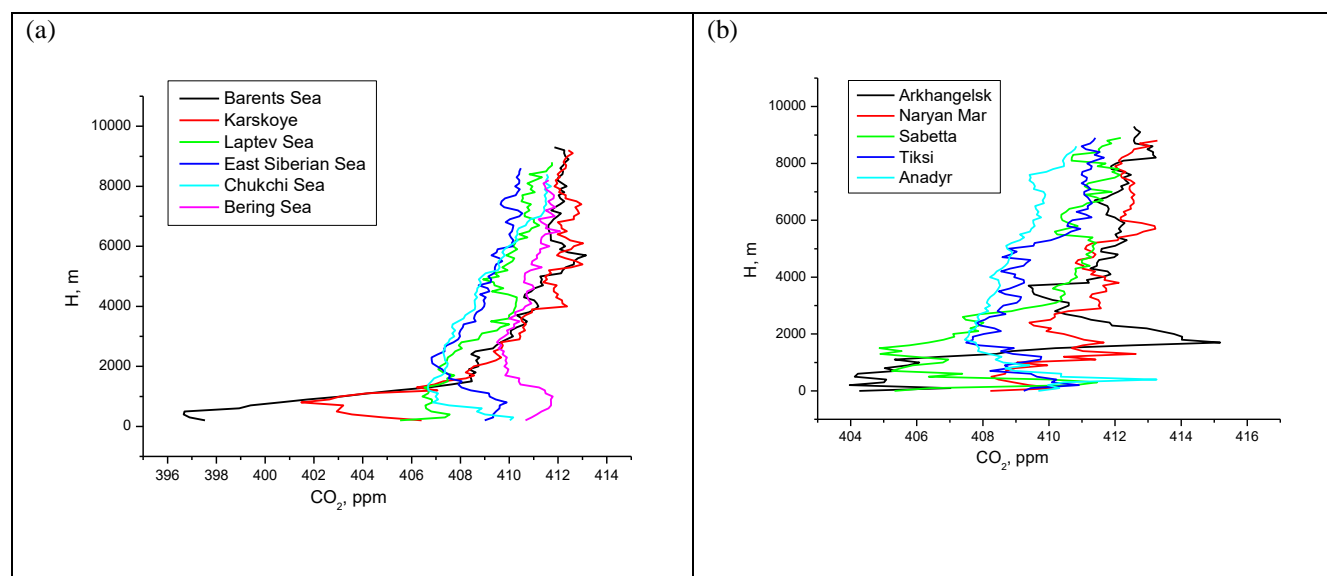 (a)
Barents Sea
Karskoye
Laptev Sea
East Siberian Sea
Chukchi Sea
Bering Sea
10000
8000
6000
4000
2000
0
H, m
396 398 400 402 404 406 408 410 412 414
CO₂, ppm
(b)
Arkhangelsk
Naryan Mar
Sabetta
Tiksi
Anadyr
10000
8000
6000
4000
2000
0
H, m
404 406 408 410 412 414 416
CO₂, ppm